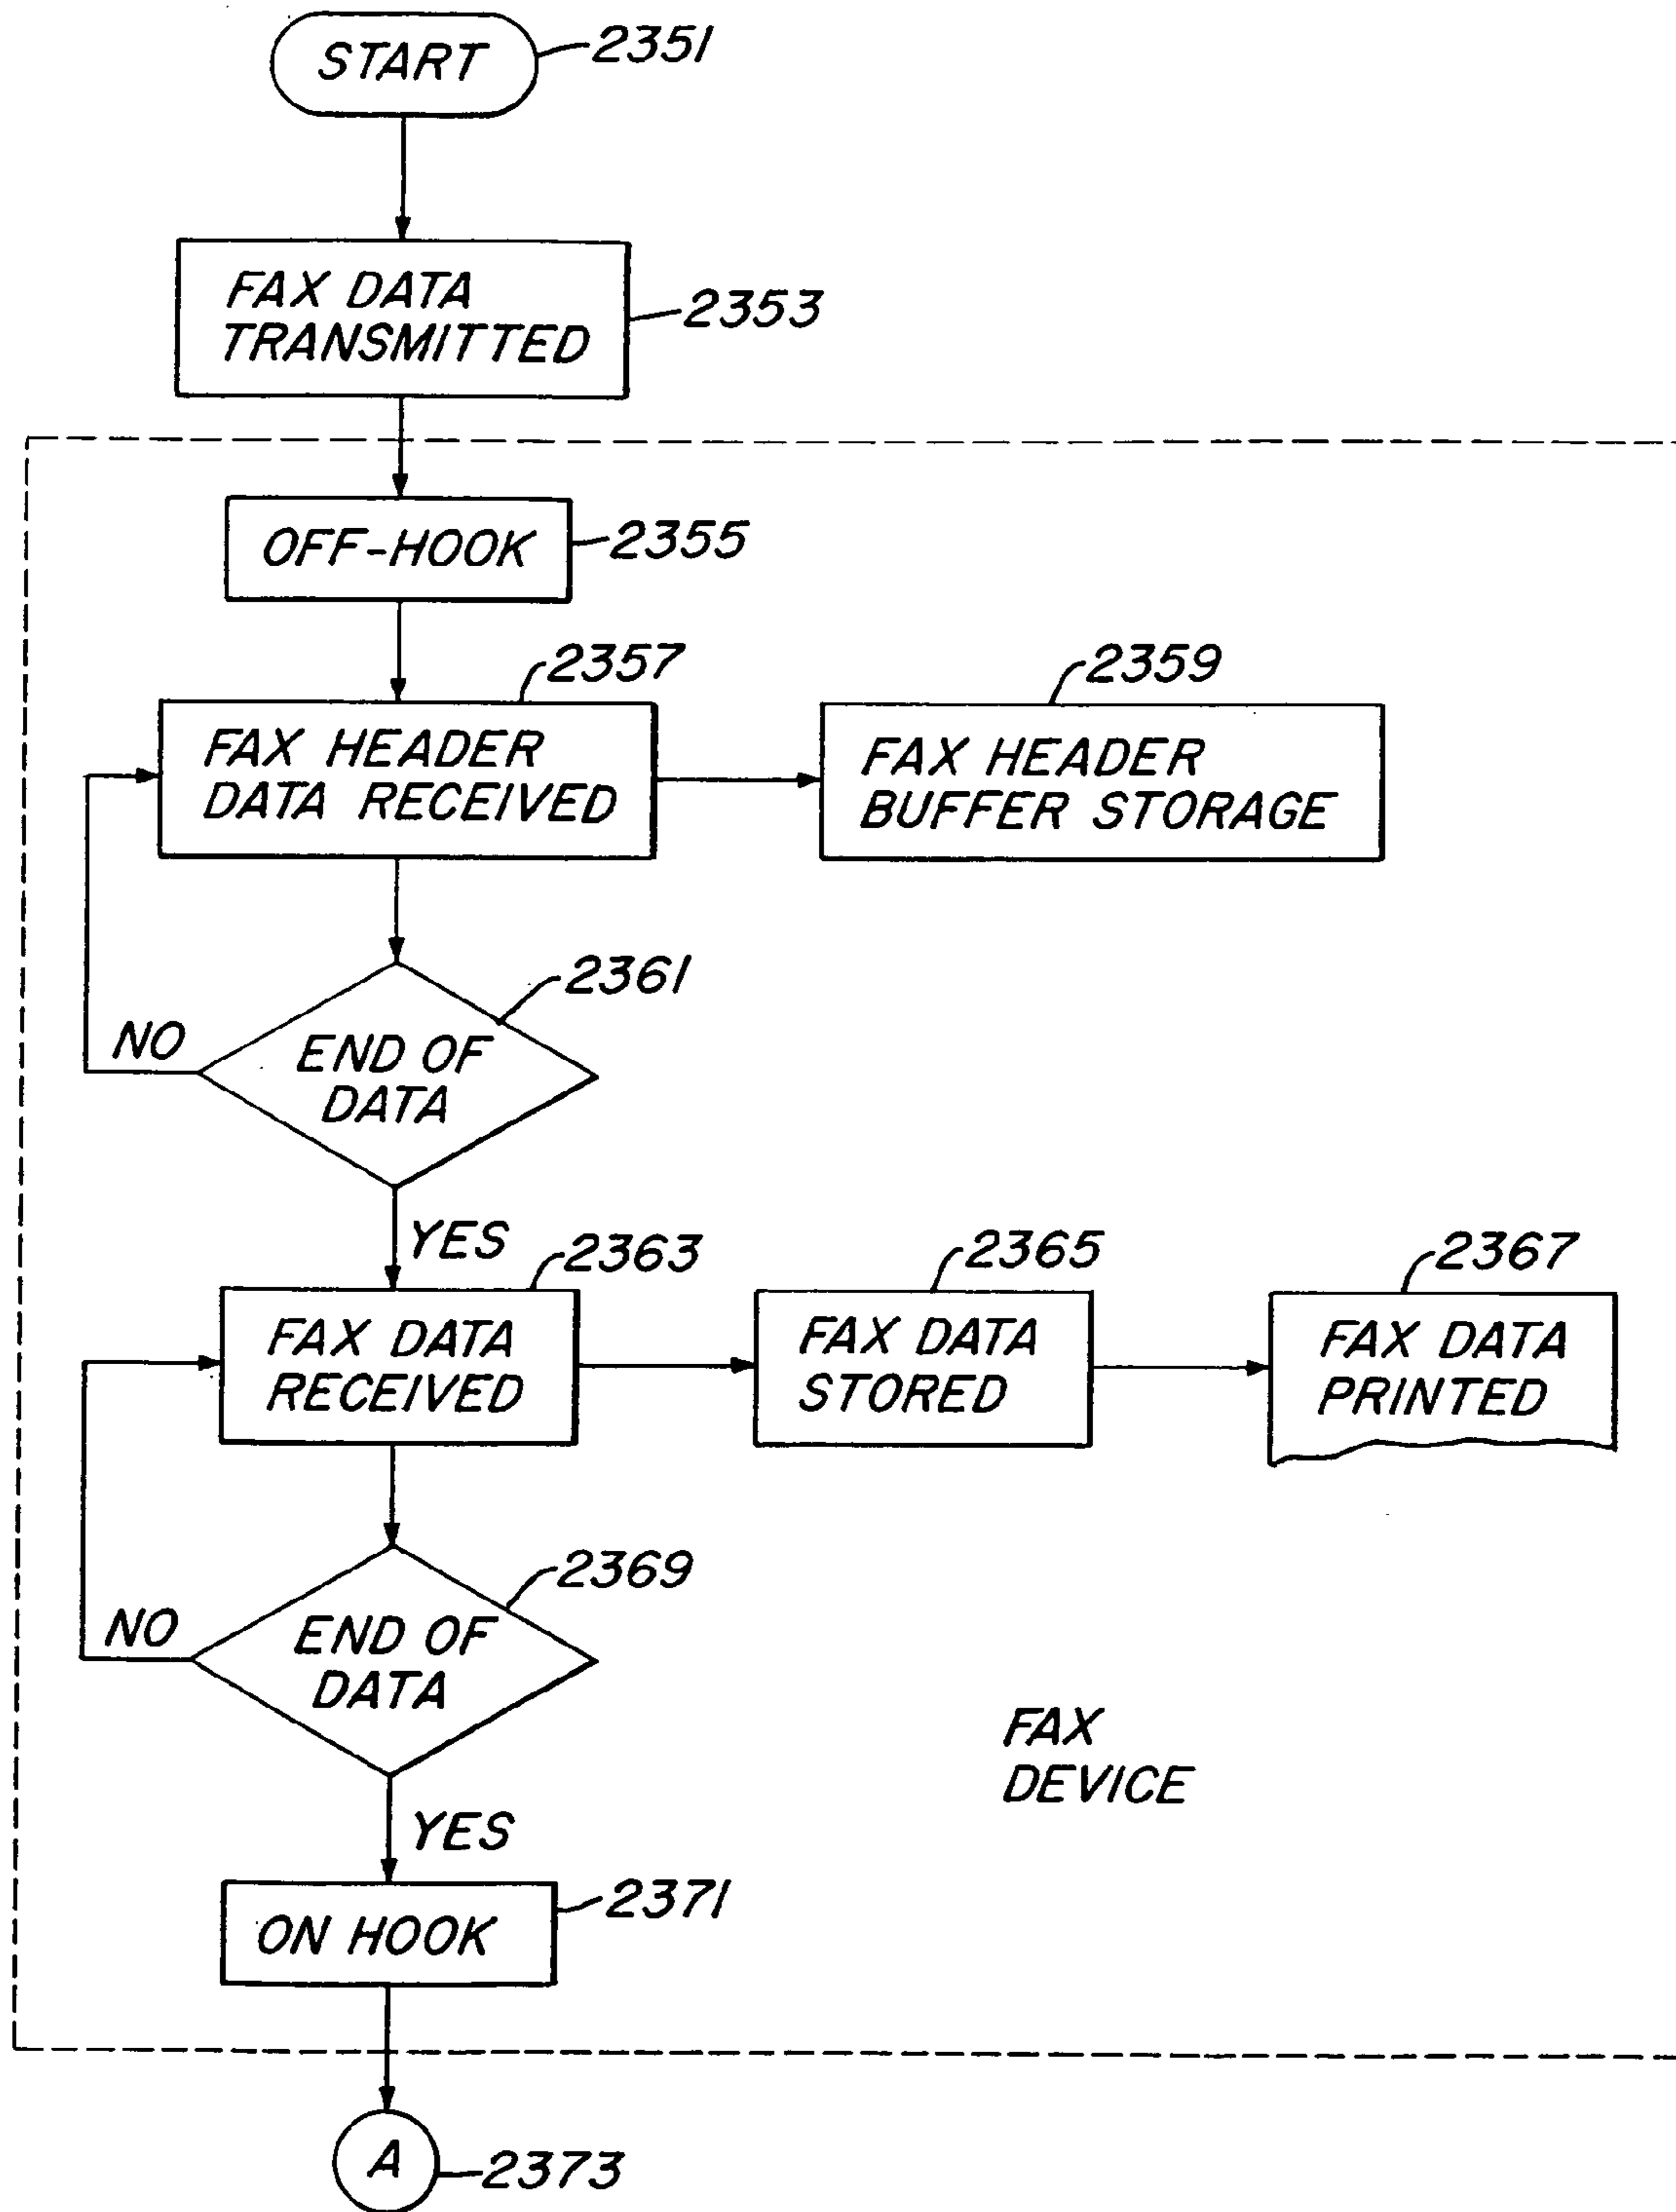 START
2351
FAX DATA
TRANSMITTED
2353
OFF-HOOK
2355
2357
FAX HEADER
DATA RECEIVED
2359
FAX HEADER
BUFFER STORAGE
2361
END OF
DATA
NO
YES
2363
FAX DATA
RECEIVED
2365
FAX DATA
STORED
2367
FAX DATA
PRINTED
2369
END OF
DATA
NO
FAX
DEVICE
YES
2371
ON HOOK
A
2373